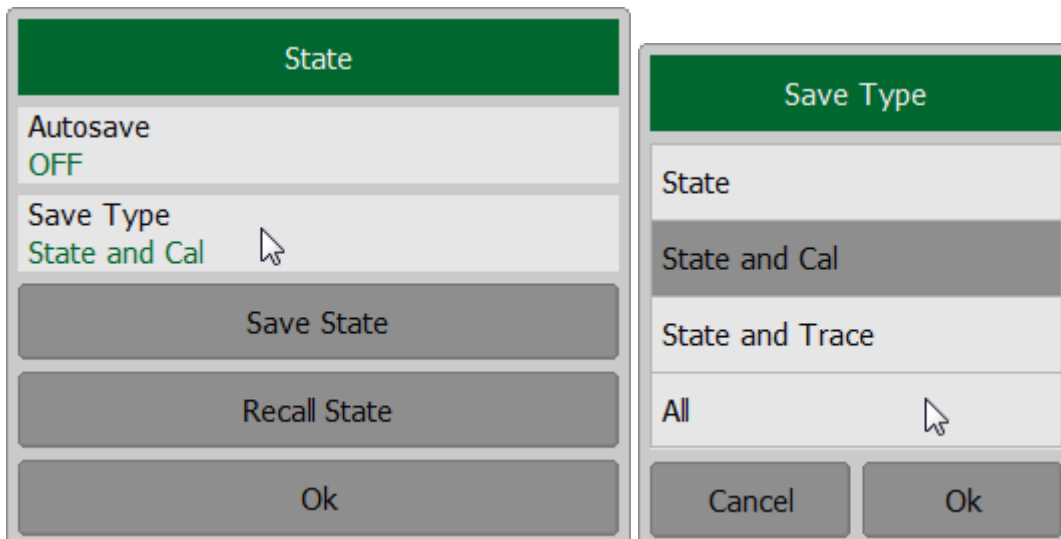 State
Autosave
OFF
Save Type
State and Cal
Save State
Recall State
Ok
Save Type
State
State and Cal
State and Trace
All
Cancel
Ok